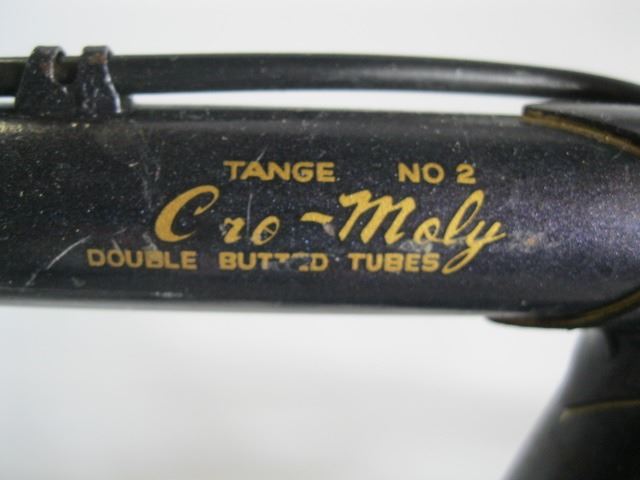 TANGE NO 2
Cro-Moly
DOUBLE BUTTED TUBES